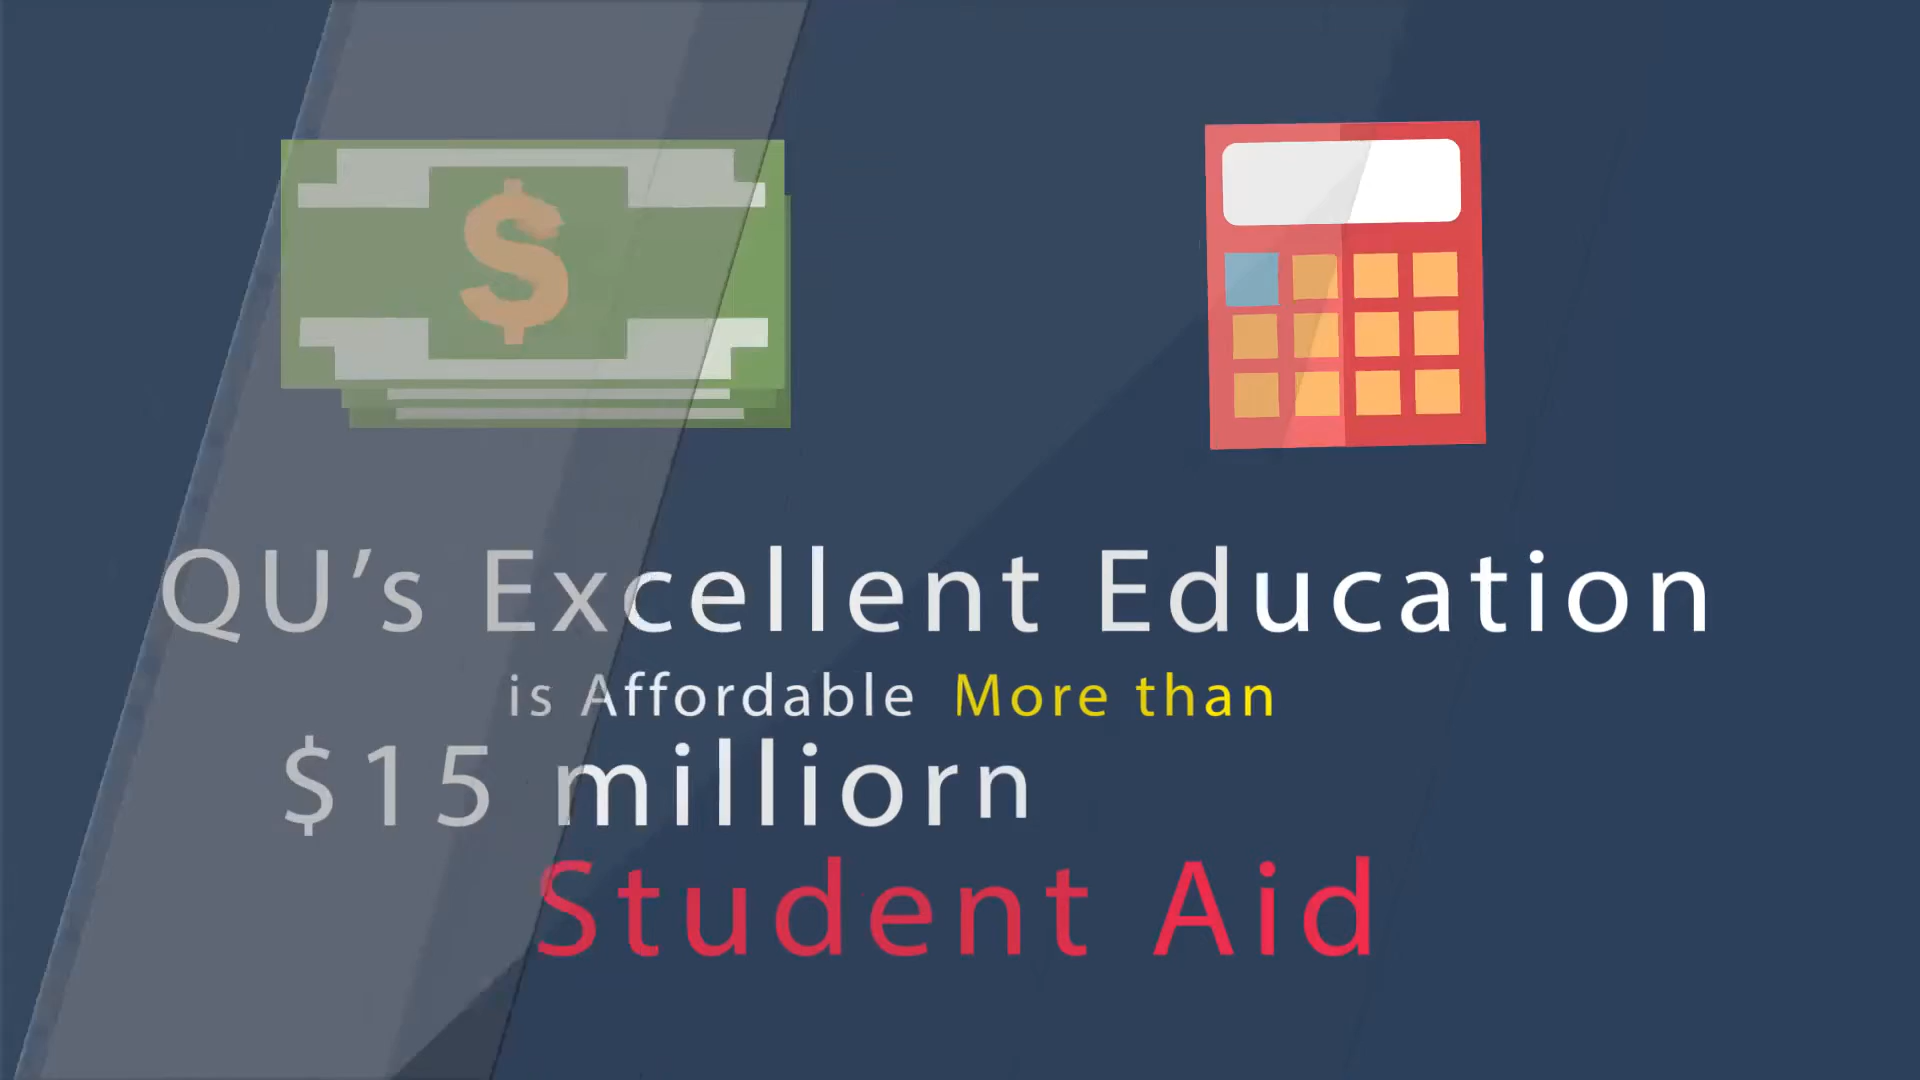 $
QU's Excellent Education
is Affordable More than
$15 milliorn
Student Aid